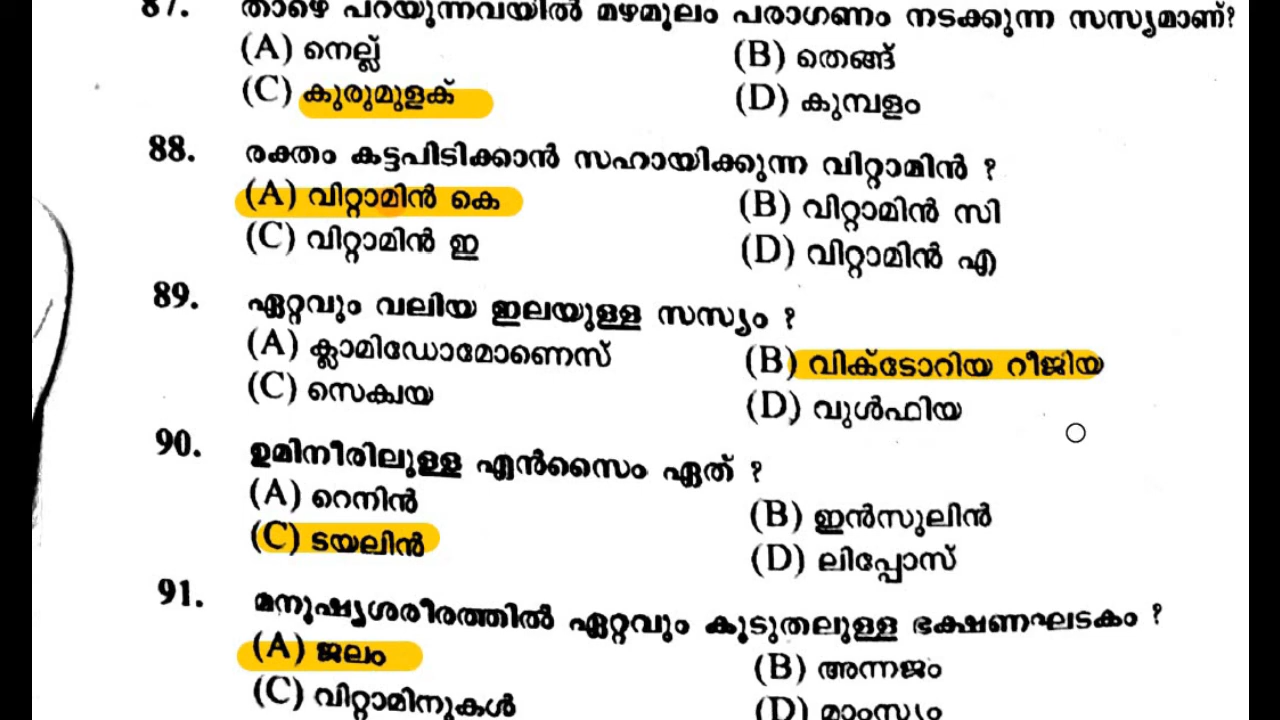 87. താഴെ പറയുന്നവയിൽ മഴമൂലം പരാഗണം നടക്കുന്ന സസ്യമാണ്?
(A) നെല്ല് (B) തെങ്ങ്
(C) കുരുമുളക് (D) കുമ്പളം
88. രക്തം കട്ടപിടിക്കാൻ സഹായിക്കുന്ന വിറ്റാമിൻ ?
(A) വിറ്റാമിൻ കെ (B) വിറ്റാമിൻ സി
(C) വിറ്റാമിൻ ഇ (D) വിറ്റാമിൻ എ
89. ഏറ്റവും വലിയ ഇലയുള്ള സസ്യം ?
(A) ക്ലാമിഡോമോണെസ് (B) വിക്ടോറിയ റീജിയ
(C) സെക്വയ (D) വുൾഫിയ
90. ഉമിനീരിലുള്ള എൻസൈം ഏത് ?
(A) റെനിൻ (B) ഇൻസുലിൻ
(C) ടയലിൻ (D) ലിപ്പോസ്
91. മനുഷ്യശരീരത്തിൽ ഏറ്റവും കൂടുതലുള്ള ഭക്ഷണഘടകം ?
(A) ജലം (B) അന്നജം
(C) വിറ്റാമിനുകൾ (D) മാംസ്യം